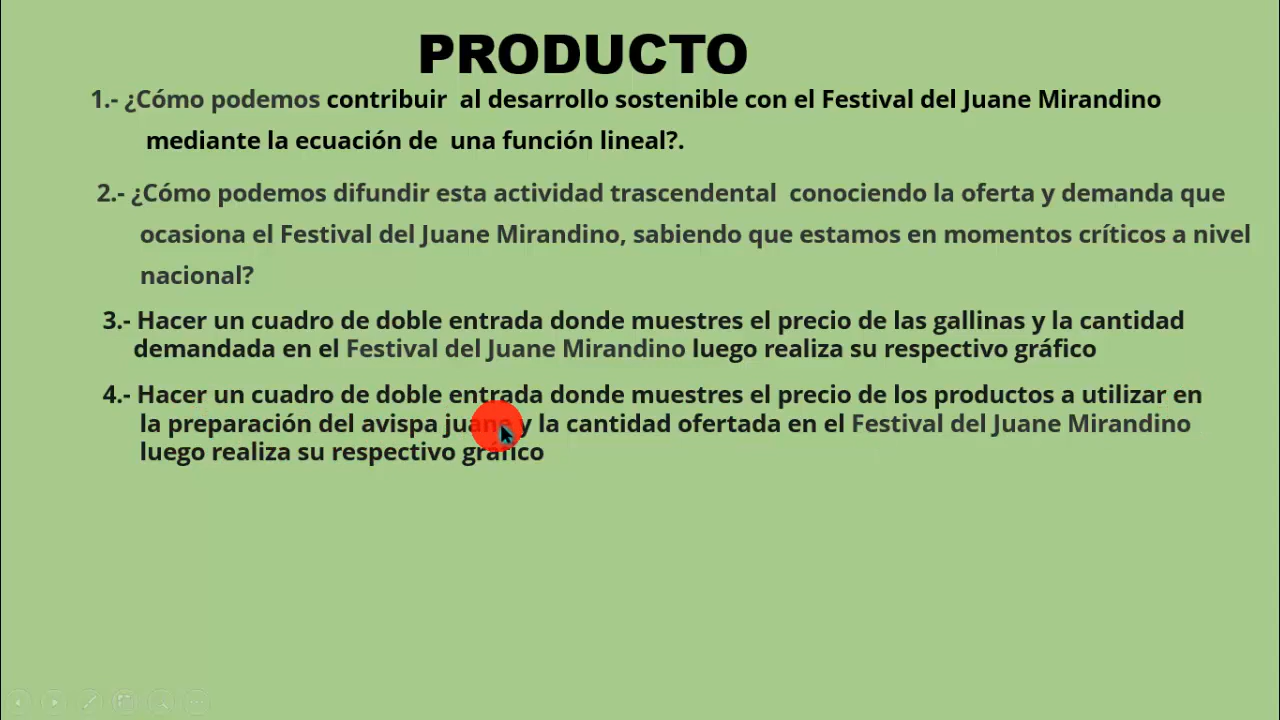 PRODUCTO
1.- ¿Cómo podemos contribuir al desarrollo sostenible con el Festival del Juane Mirandino
mediante la ecuación de una función lineal?.
2.- ¿Cómo podemos difundir esta actividad trascendental conociendo la oferta y demanda que
ocasiona el Festival del Juane Mirandino, sabiendo que estamos en momentos críticos a nivel
nacional?
3.- Hacer un cuadro de doble entrada donde muestres el precio de las gallinas y la cantidad
demandada en el Festival del Juane Mirandino luego realiza su respectivo gráfico
4.- Hacer un cuadro de doble entrada donde muestres el precio de los productos a utilizar en
la preparación del avispa juane y la cantidad ofertada en el Festival del Juane Mirandino
luego realiza su respectivo gráfico